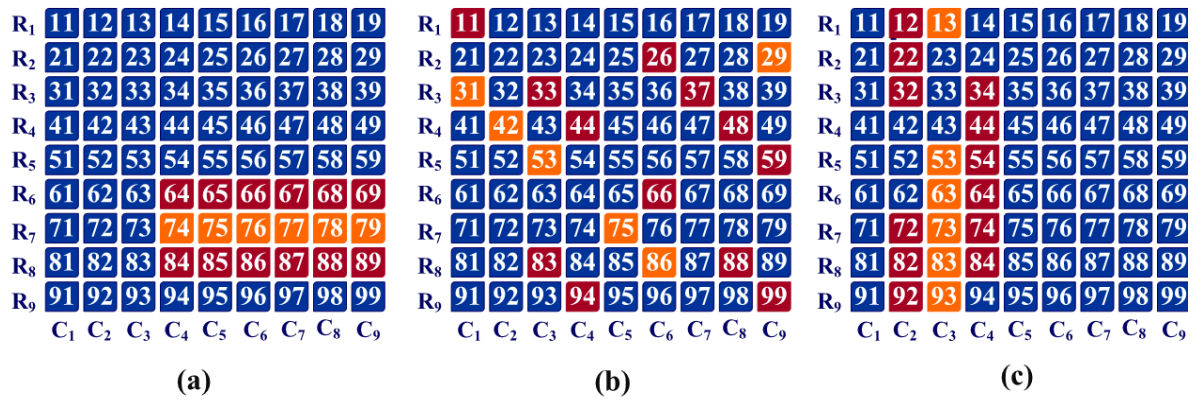 R1 11 12 13 14 15 16 17 18 19
R2 21 22 23 24 25 26 27 28 29
R3 31 32 33 34 35 36 37 38 39
R4 41 42 43 44 45 46 47 48 49
R5 51 52 53 54 55 56 57 58 59
R6 61 62 63 64 65 66 67 68 69
R7 71 72 73 74 75 76 77 78 79
R8 81 82 83 84 85 86 87 88 89
R9 91 92 93 94 95 96 97 98 99
C1 C2 C3 C4 C5 C6 C7 C8 C9
(a)
R1 11 12 13 14 15 16 17 18 19
R2 21 22 23 24 25 26 27 28 29
R3 31 32 33 34 35 36 37 38 39
R4 41 42 43 44 45 46 47 48 49
R5 51 52 53 54 55 56 57 58 59
R6 61 62 63 64 65 66 67 68 69
R7 71 72 73 74 75 76 77 78 79
R8 81 82 83 84 85 86 87 88 89
R9 91 92 93 94 95 96 97 98 99
C1 C2 C3 C4 C5 C6 C7 C8 C9
(b)
R1 11 12 13 14 15 16 17 18 19
R2 21 22 23 24 25 26 27 28 29
R3 31 32 33 34 35 36 37 38 39
R4 41 42 43 44 45 46 47 48 49
R5 51 52 53 54 55 56 57 58 59
R6 61 62 63 64 65 66 67 68 69
R7 71 72 73 74 75 76 77 78 79
R8 81 82 83 84 85 86 87 88 89
R9 91 92 93 94 95 96 97 98 99
C1 C2 C3 C4 C5 C6 C7 C8 C9
(c)